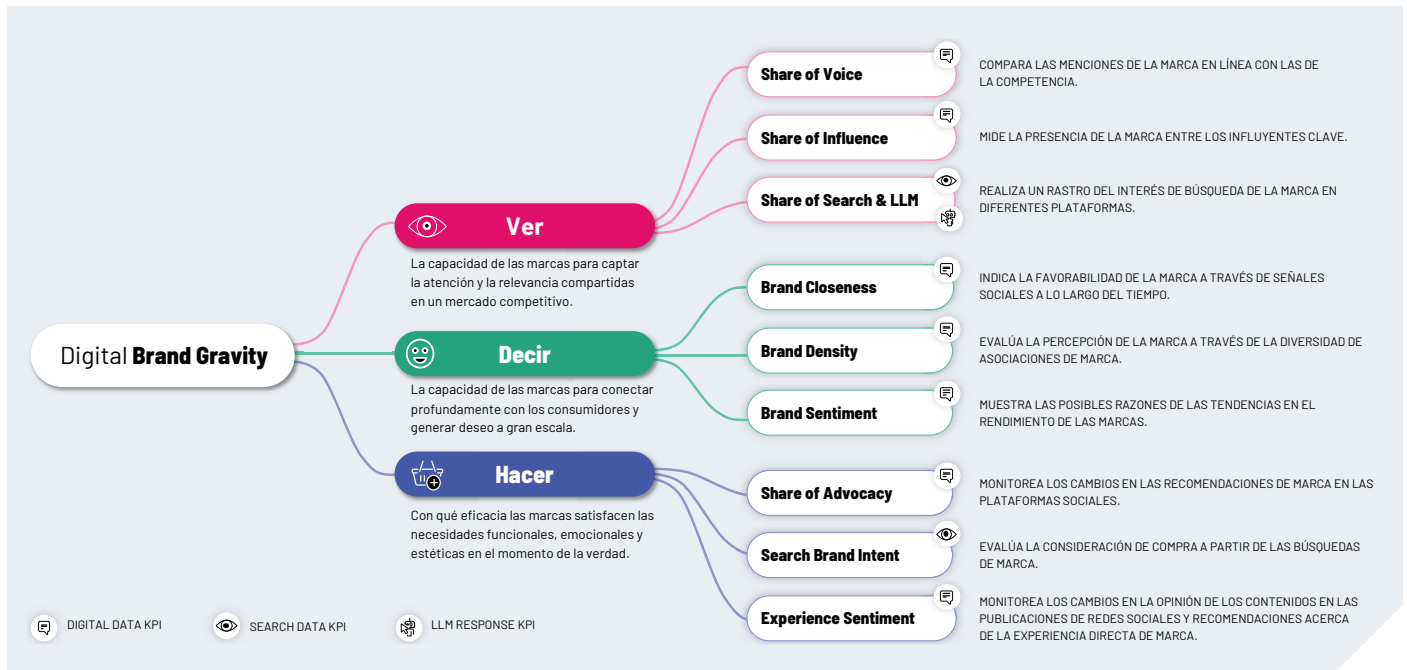 Digital Brand Gravity
Ver
La capacidad de las marcas para captar
la atención y la relevancia compartidas
en un mercado competitivo.
Share of Voice
COMPARA LAS MENCIONES DE LA MARCA EN LÍNEA CON LAS DE
LA COMPETENCIA.
Share of Influence
MIDE LA PRESENCIA DE LA MARCA ENTRE LOS INFLUYENTES CLAVE.
Share of Search & LLM
REALIZA UN RASTRO DEL INTERÉS DE BÚSQUEDA DE LA MARCA EN
DIFERENTES PLATAFORMAS.
Decir
La capacidad de las marcas para conectar
profundamente con los consumidores y
generar deseo a gran escala.
Brand Closeness
INDICA LA FAVORABILIDAD DE LA MARCA A TRAVÉS DE SEÑALES
SOCIALES A LO LARGO DEL TIEMPO.
Brand Density
EVALÚA LA PERCEPCIÓN DE LA MARCA A TRAVÉS DE LA DIVERSIDAD DE
ASOCIACIONES DE MARCA.
Brand Sentiment
MUESTRA LAS POSIBLES RAZONES DE LAS TENDENCIAS EN EL
RENDIMIENTO DE LAS MARCAS.
Hacer
Con qué eficacia las marcas satisfacen las
necesidades funcionales, emocionales y
estéticas en el momento de la verdad.
Share of Advocacy
MONITOREA LOS CAMBIOS EN LAS RECOMENDACIONES DE MARCA EN LAS
PLATAFORMAS SOCIALES.
Search Brand Intent
EVALÚA LA CONSIDERACIÓN DE COMPRA A PARTIR DE LAS BÚSQUEDAS
DE MARCA.
Experience Sentiment
MONITOREA LOS CAMBIOS EN LA OPINIÓN DE LOS CONTENIDOS EN LAS
PUBLICACIONES DE REDES SOCIALES Y RECOMENDACIONES ACERCA
DE LA EXPERIENCIA DIRECTA DE MARCA.
DIGITAL DATA KPI
SEARCH DATA KPI
LLM RESPONSE KPI